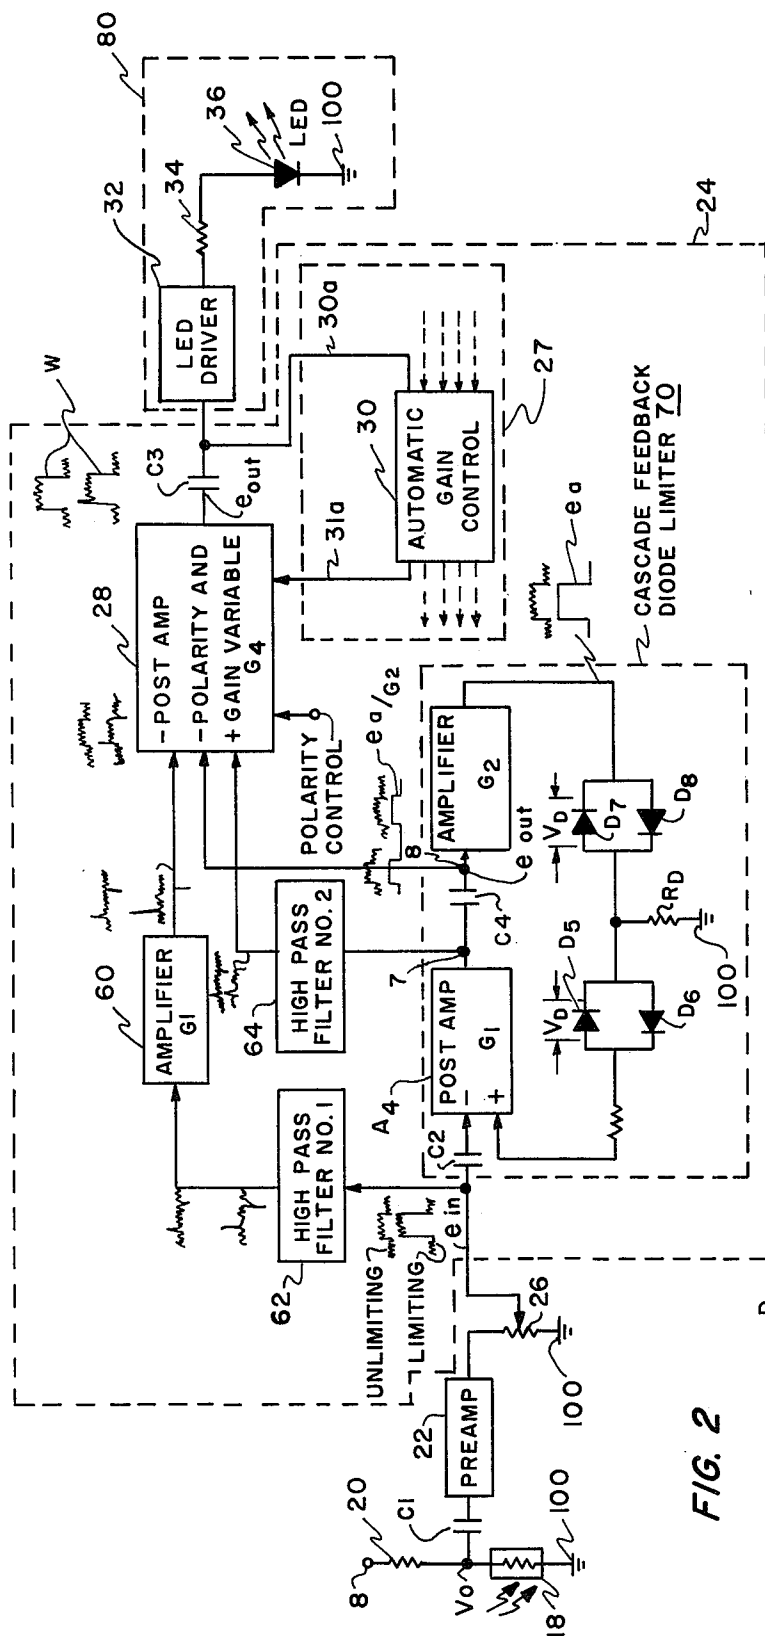 80
36
LED
100
34
32
LED
DRIVER
24
W
C3
e out
30a
30
AUTOMATIC
GAIN
CONTROL
27
31a
28
- POST AMP
- POLARITY AND
+ GAIN VARIABLE
G4
POLARITY
CONTROL
ea/G2
ea
CASCADE FEEDBACK
DIODE LIMITER 70
60
AMPLIFIER
G1
64
HIGH PASS
FILTER NO. 2
62
HIGH PASS
FILTER NO. 1
AMPLIFIER
G2
8
e out
C4
7
A4
POST AMP
G1
-
+
C2
VD
D7
D8
RD
100
VD
D5
D6
UNLIMITING
LIMITING
e in
26
100
22
PREAMP
C1
20
8
Vo
18
100
FIG. 2